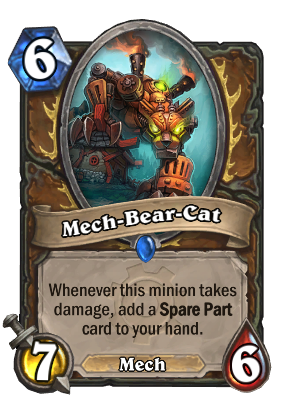 6
Mech-Bear-Cat
Whenever this minion takes
damage, add a Spare Part
card to your hand.
7
Mech
6